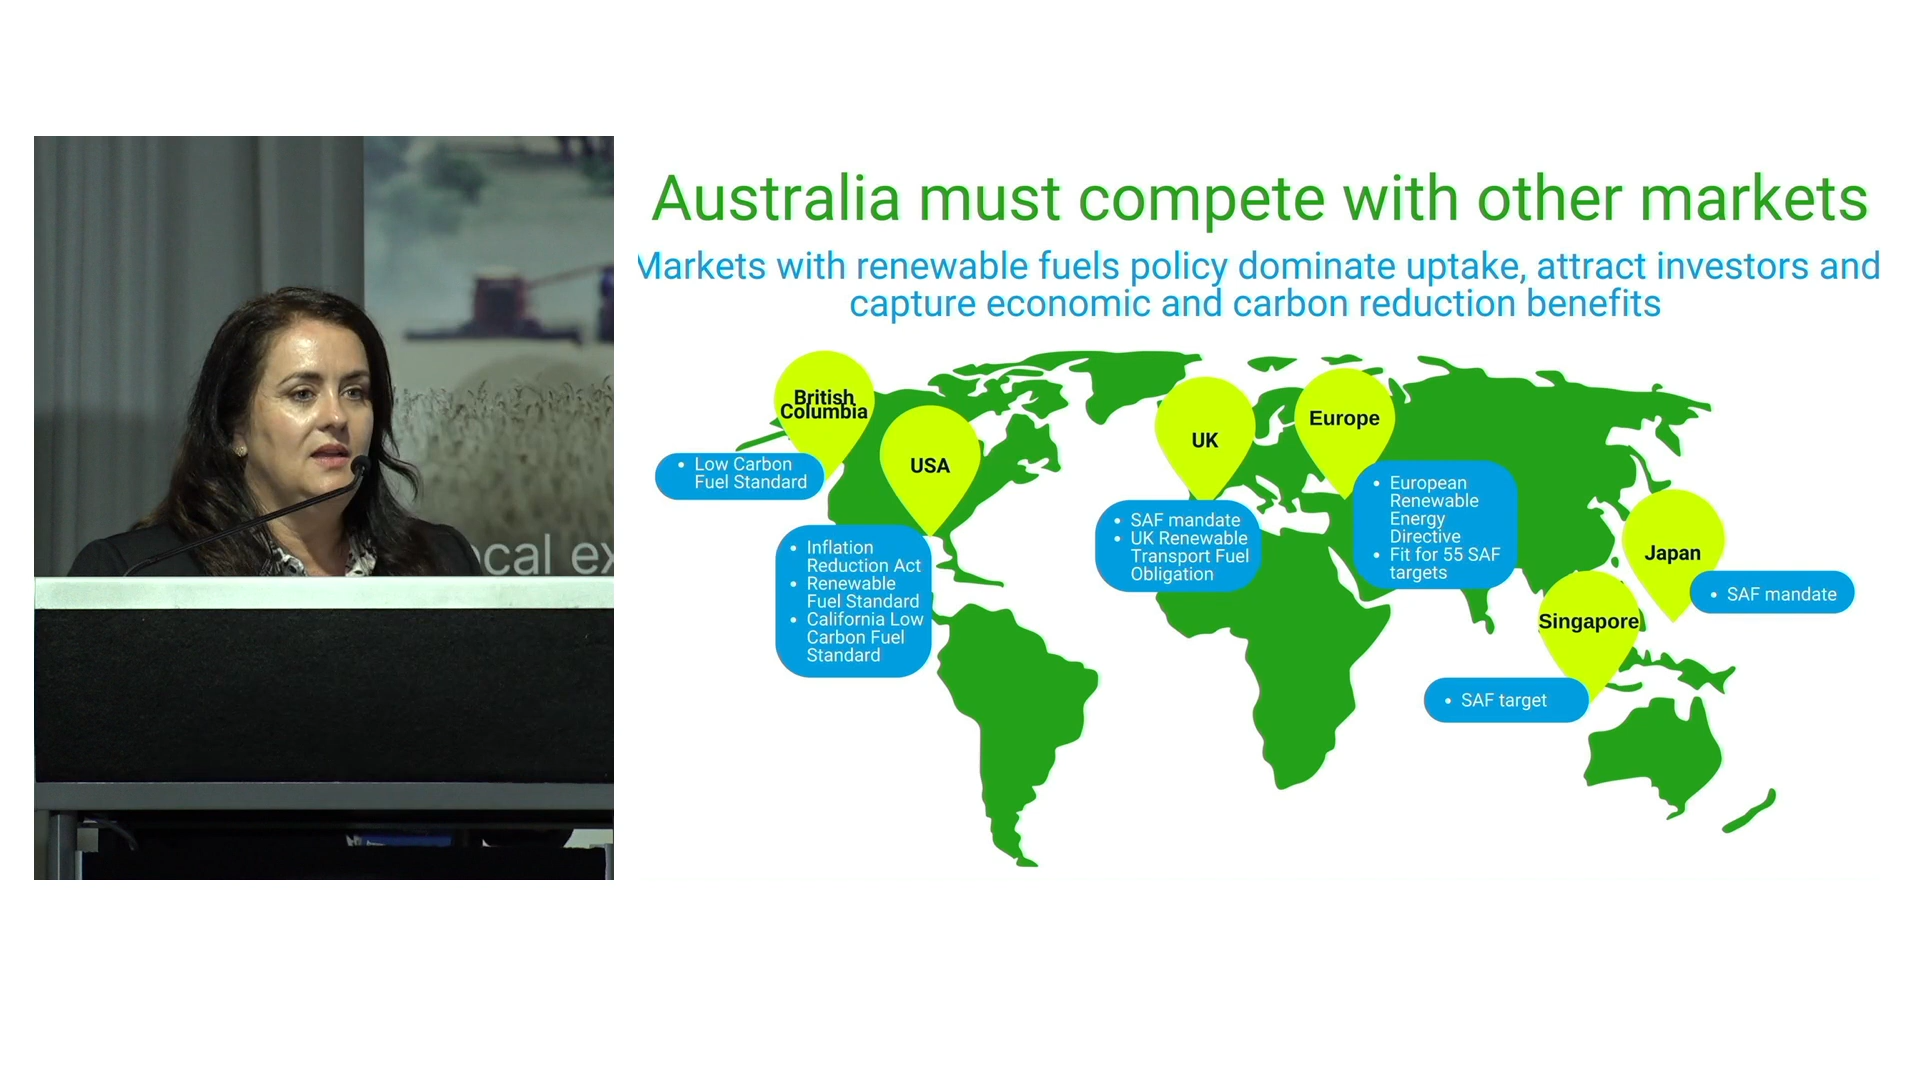 Australia must compete with other markets
Markets with renewable fuels policy dominate uptake, attract investors and
capture economic and carbon reduction benefits
British
Columbia
• Low Carbon
Fuel Standard
USA
• Inflation
Reduction Act
• Renewable
Fuel Standard
• California Low
Carbon Fuel
Standard
UK
• SAF mandate
• UK Renewable
Transport Fuel
Obligation
Europe
• European
Renewable
Energy
Directive
• Fit for 55 SAF
targets
Japan
• SAF mandate
Singapore
• SAF target